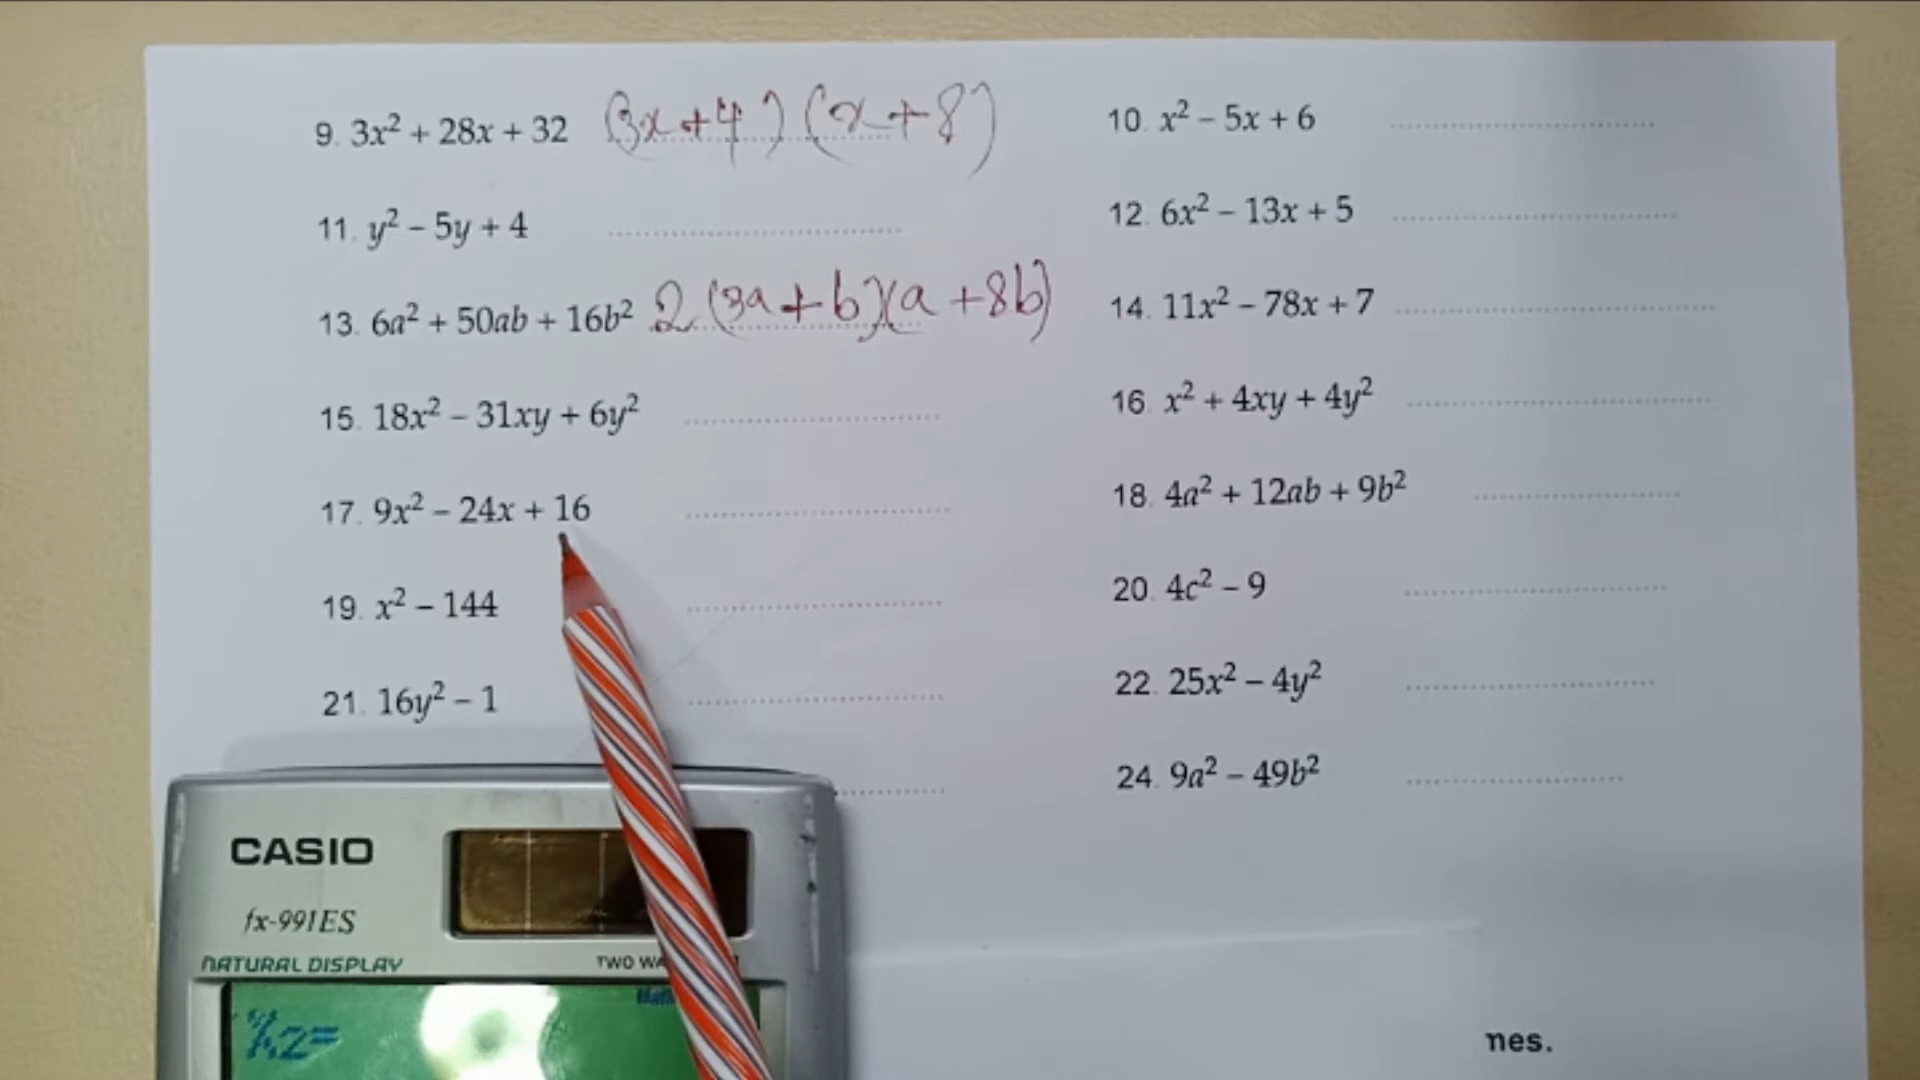 9. 3x² + 28x + 32 (3x+4)(x+8)
10. x² – 5x + 6
11. y² – 5y + 4
12. 6x² – 13x + 5
13. 6a² + 50ab + 16b² 2(3a+b)(a+8b)
14. 11x² – 78x + 7
15. 18x² – 31xy + 6y²
16. x² + 4xy + 4y²
17. 9x² – 24x + 16
18. 4a² + 12ab + 9b²
19. x² – 144
20. 4c² – 9
21. 16y² – 1
22. 25x² – 4y²
24. 9a² – 49b²
CASIO
fx-991ES
NATURAL DISPLAY TWO WA
X2=
nes.